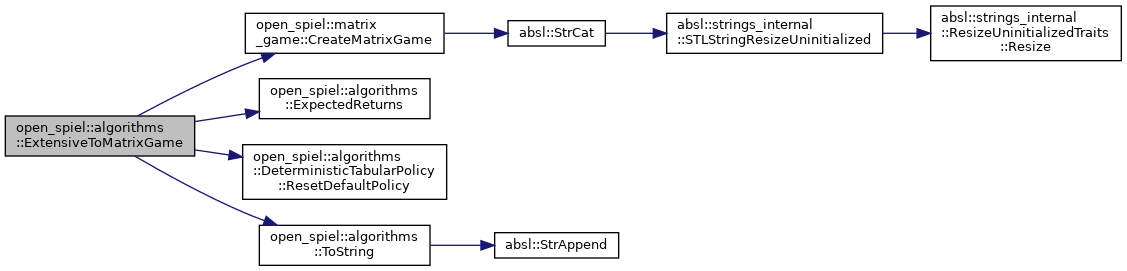 open_spiel::algorithms
::ExtensiveToMatrixGame
open_spiel::matrix
_game::CreateMatrixGame
absl::StrCat
absl::strings_internal
::STLStringResizeUninitialized
absl::strings_internal
::ResizeUninitializedTraits
::Resize
open_spiel::algorithms
::ExpectedReturns
open_spiel::algorithms
::DeterministicTabularPolicy
::ResetDefaultPolicy
open_spiel::algorithms
::ToString
absl::StrAppend